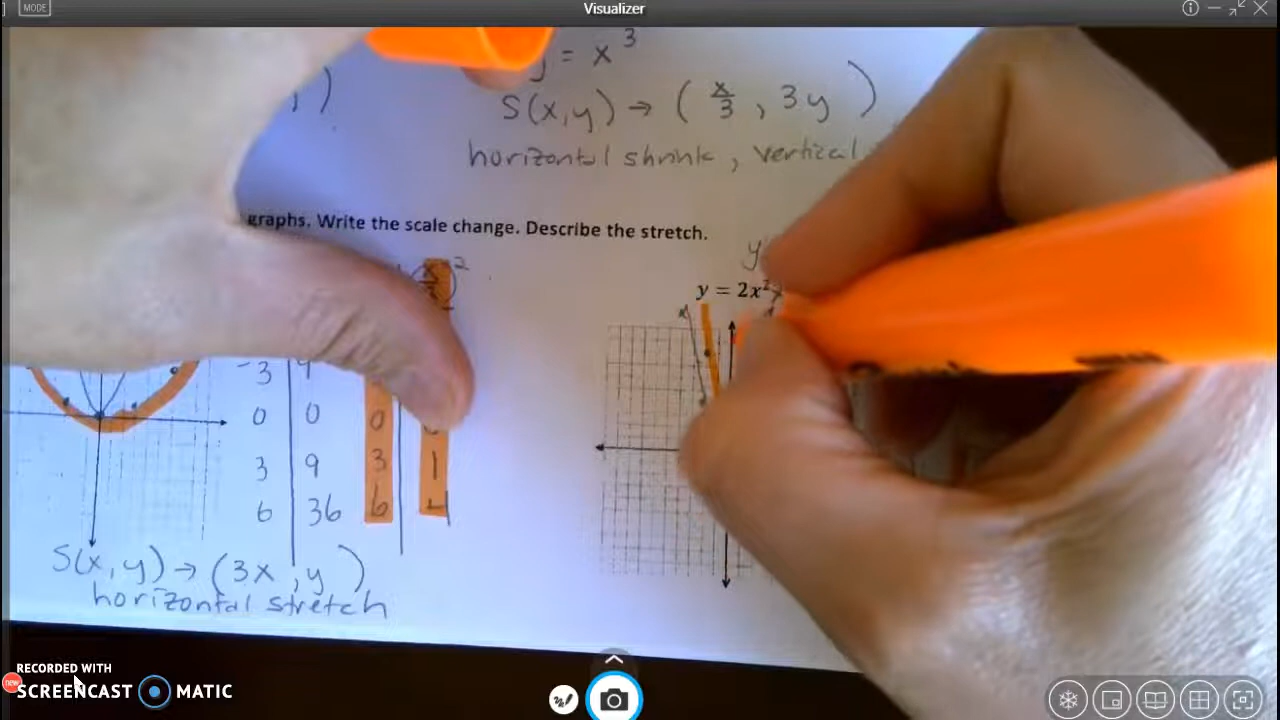 MODE
Visualizer
= x³
, )
S(x,y) → ( x/3 , 3y )
horizontal shrink, vertical
graphs. Write the scale change. Describe the stretch.
y
y = 2x²
-3
0 0 0
3 9 3 1
6 36 6
S(x,y) → (3x, y )
horizontal stretch
RECORDED WITH
new
SCREENCAST MATIC